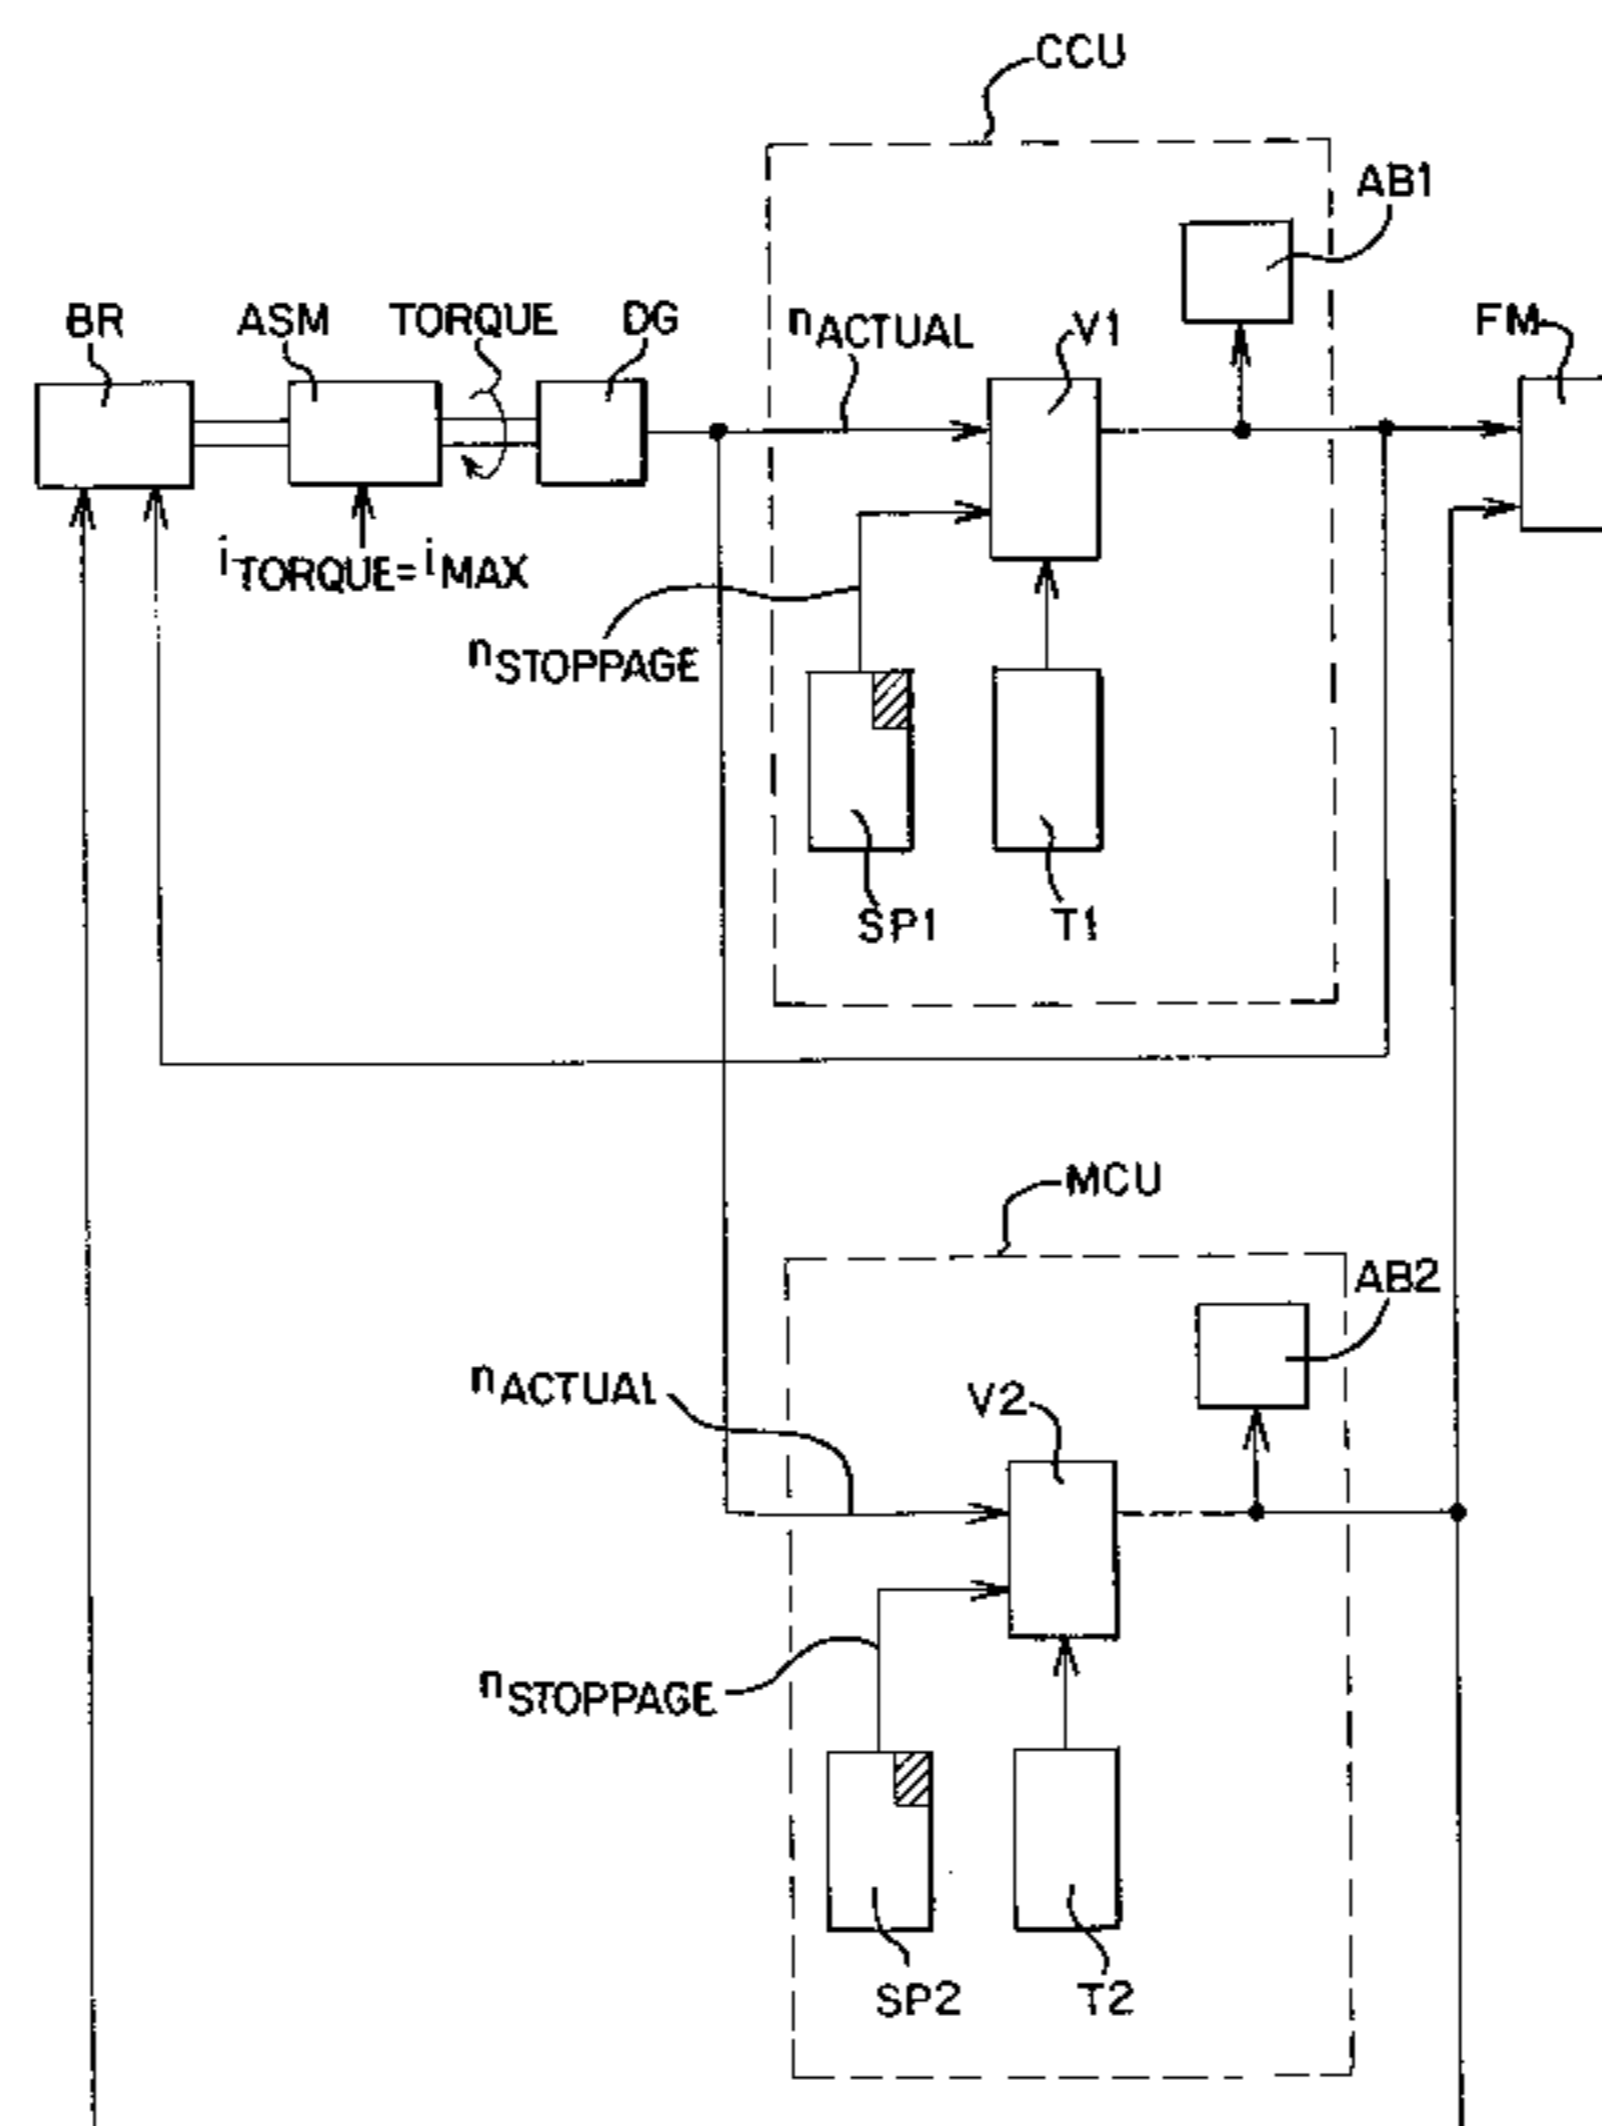 CCU
AB1
BR
ASM
TORQUE
DG
nACTUAL
V1
FM
iTORQUE=iMAX
nSTOPPAGE
SP1
T1
MCU
AB2
nACTUAL
V2
nSTOPPAGE
SP2
T2